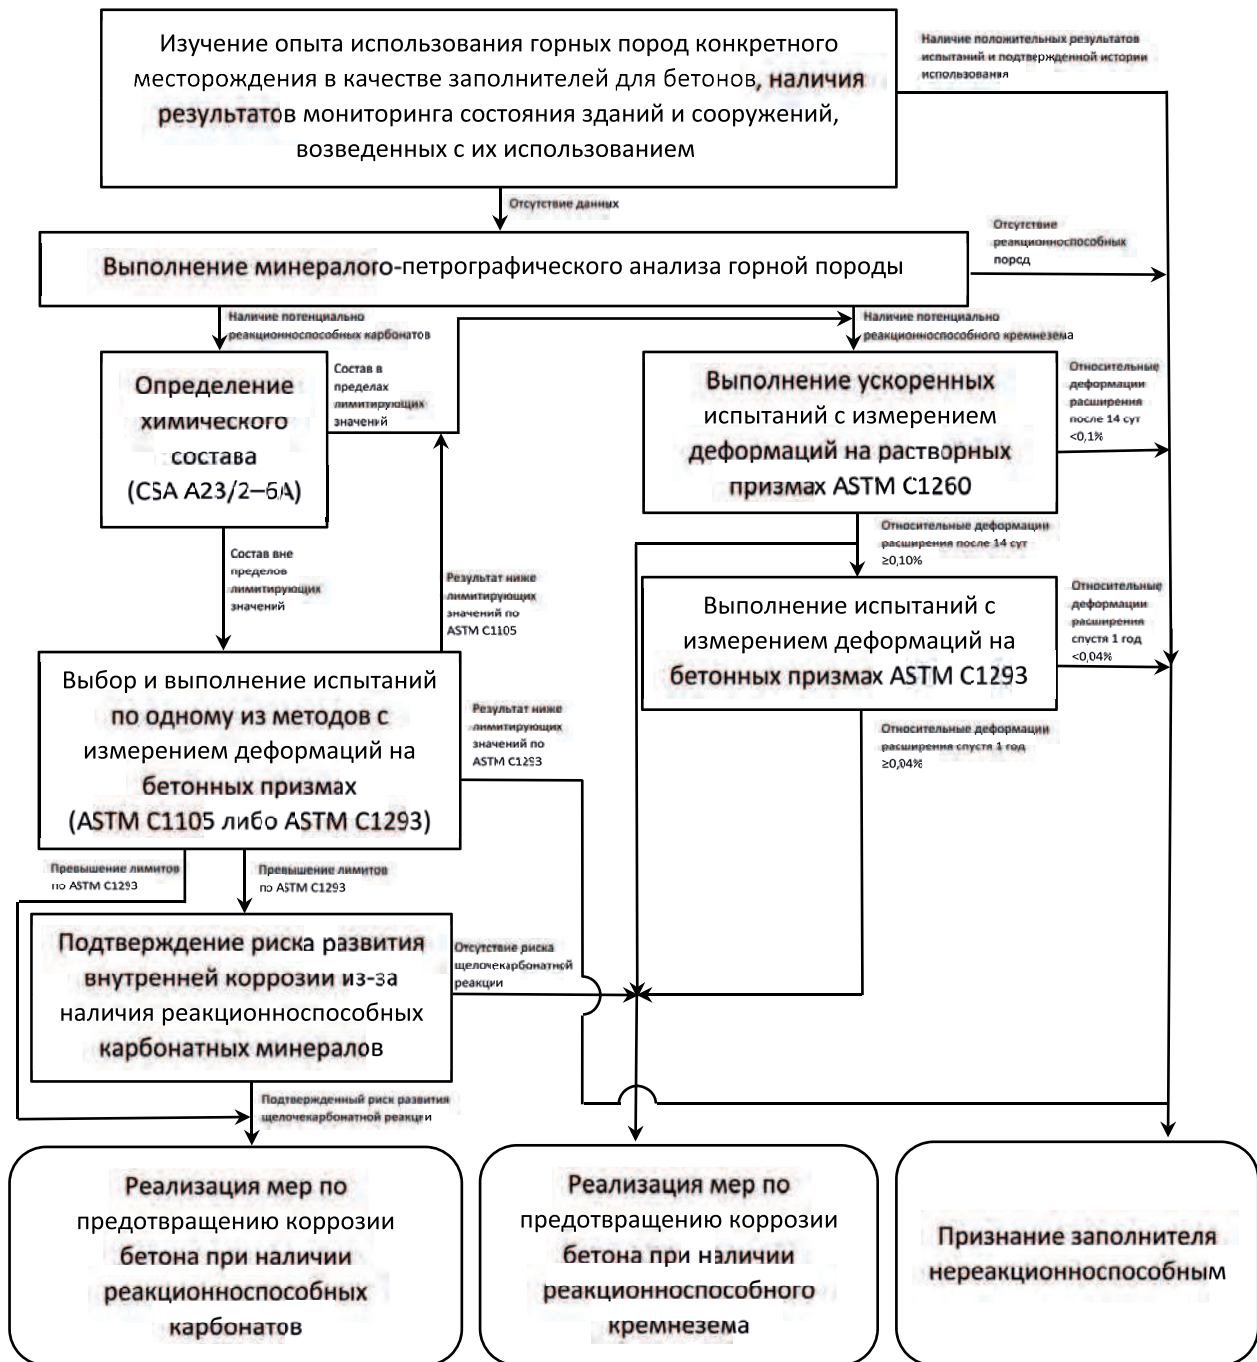 Изучение опыта использования горных пород конкретного
месторождения в качестве заполнителей для бетонов, наличия
результатов мониторинга состояния зданий и сооружений,
возведенных с их использованием
Наличие положительных результатов
испытаний и подтвержденной истории
использования
Отсутствие данных
Выполнение минералого-петрографического анализа горной породы
Отсутствие
реакционноспособных
пород
Наличие потенциально
реакционноспособных карбонатов
Наличие потенциально
реакционноспособного кремнезема
Определение
химического
состава
(CSA A23/2–6A)
Состав в
пределах
лимитирующих
значений
Выполнение ускоренных
испытаний с измерением
деформаций на растворных
призмах ASTM C1260
Относительные
деформации
расширения
после 14 сут
<0,1%
Состав вне
пределов
лимитирующих
значений
Результат ниже
лимитирующих
значений по
ASTM C1105
Относительные деформации
расширения после 14 сут
≥0,10%
Выполнение испытаний с
измерением деформаций на
бетонных призмах ASTM C1293
Относительные
деформации
расширения
спустя 1 год
<0,04%
Выбор и выполнение испытаний
по одному из методов с
измерением деформаций на
бетонных призмах
(ASTM C1105 либо ASTM C1293)
Результат ниже
лимитирующих
значений по
ASTM C1293
Относительные деформации
расширения спустя 1 год
≥0,04%
Превышение лимитов
по ASTM C1293
Превышение лимитов
по ASTM C1293
Подтверждение риска развития
внутренней коррозии из-за
наличия реакционноспособных
карбонатных минералов
Отсутствие риска
щелочекарбонатной
реакции
Подтвержденный риск развития
щелочекарбонатной реакции
Реализация мер по
предотвращению коррозии
бетона при наличии
реакционноспособных
карбонатов
Реализация мер по
предотвращению коррозии
бетона при наличии
реакционноспособного
кремнезема
Признание заполнителя
нереакционноспособным